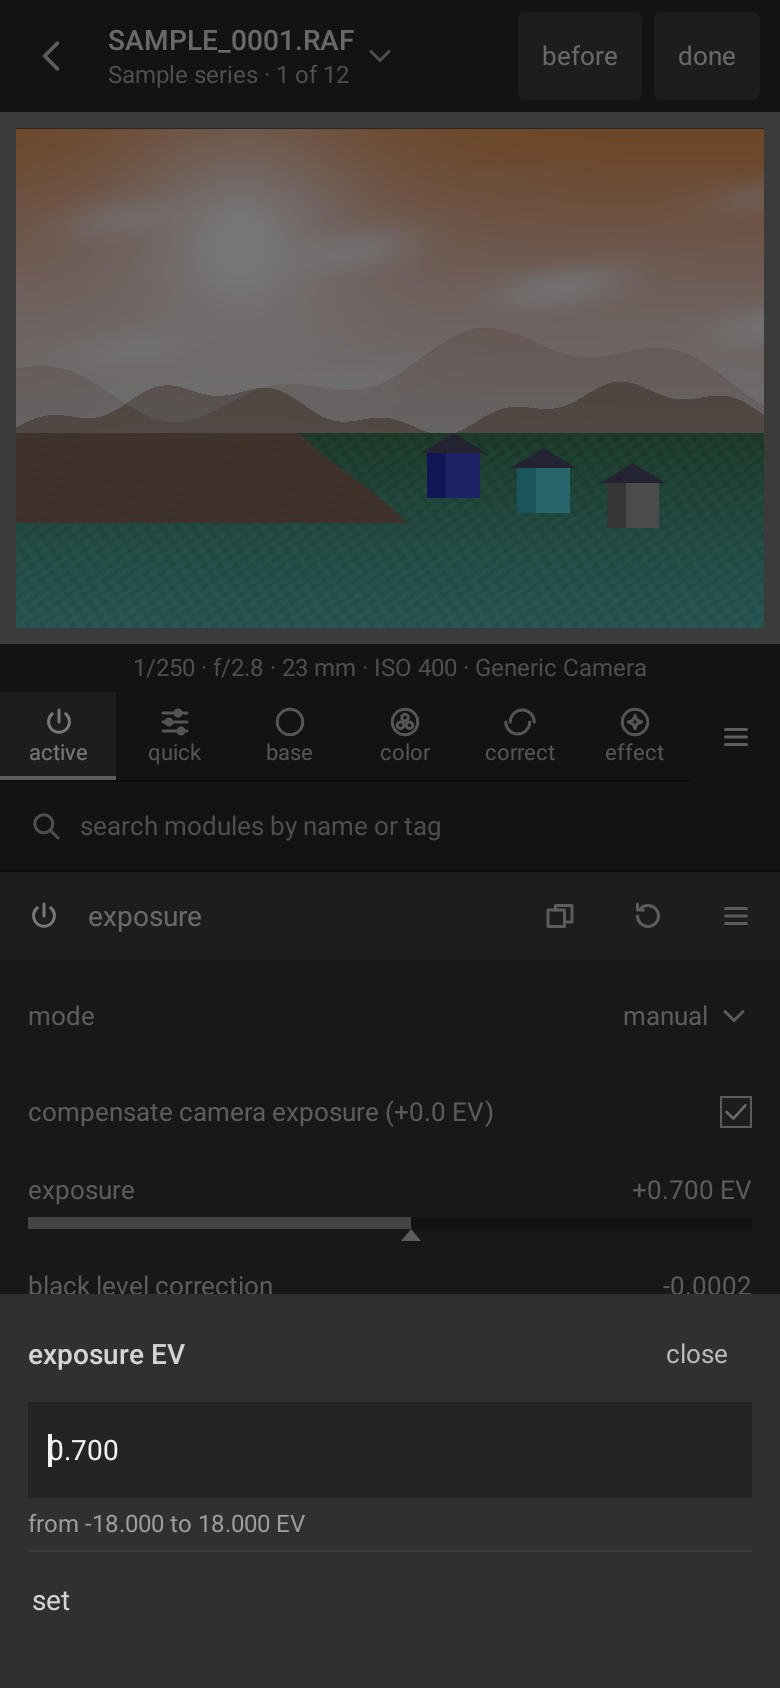 SAMPLE_0001.RAF
Sample series · 1 of 12
before
done
1/250 · f/2.8 · 23 mm · ISO 400 · Generic Camera
active
quick
base
color
correct
effect
search modules by name or tag
exposure
mode
manual
compensate camera exposure (+0.0 EV)
exposure
+0.700 EV
black level correction
-0.0002
exposure EV
close
0.700
from -18.000 to 18.000 EV
set